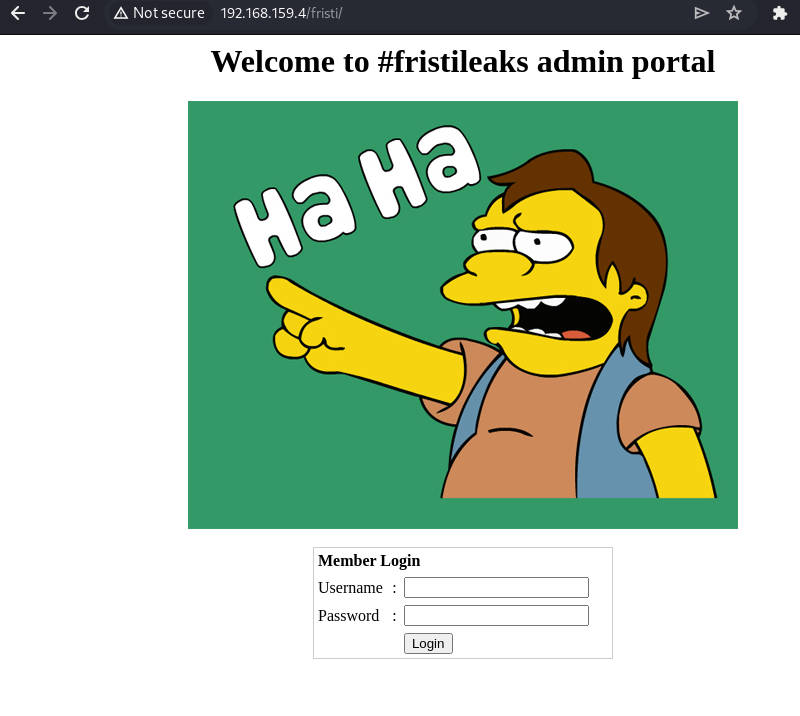 Not secure 192.168.159.4/fristi/
Welcome to #fristileaks admin portal
Ha Ha
Member Login
Username :
Password :
Login